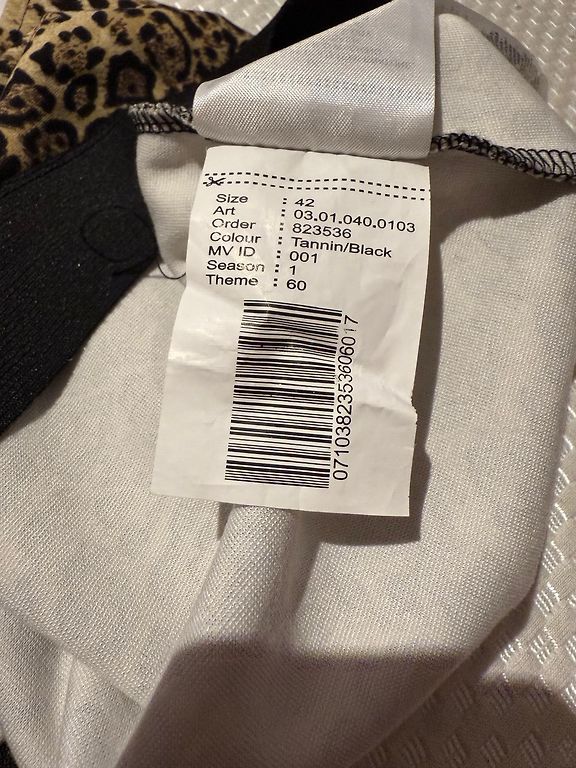 Size : 42
Art : 03.01.040.0103
Order : 823536
Colour : Tannin/Black
MV ID : 001
Season : 1
Theme : 60
0710382353606017